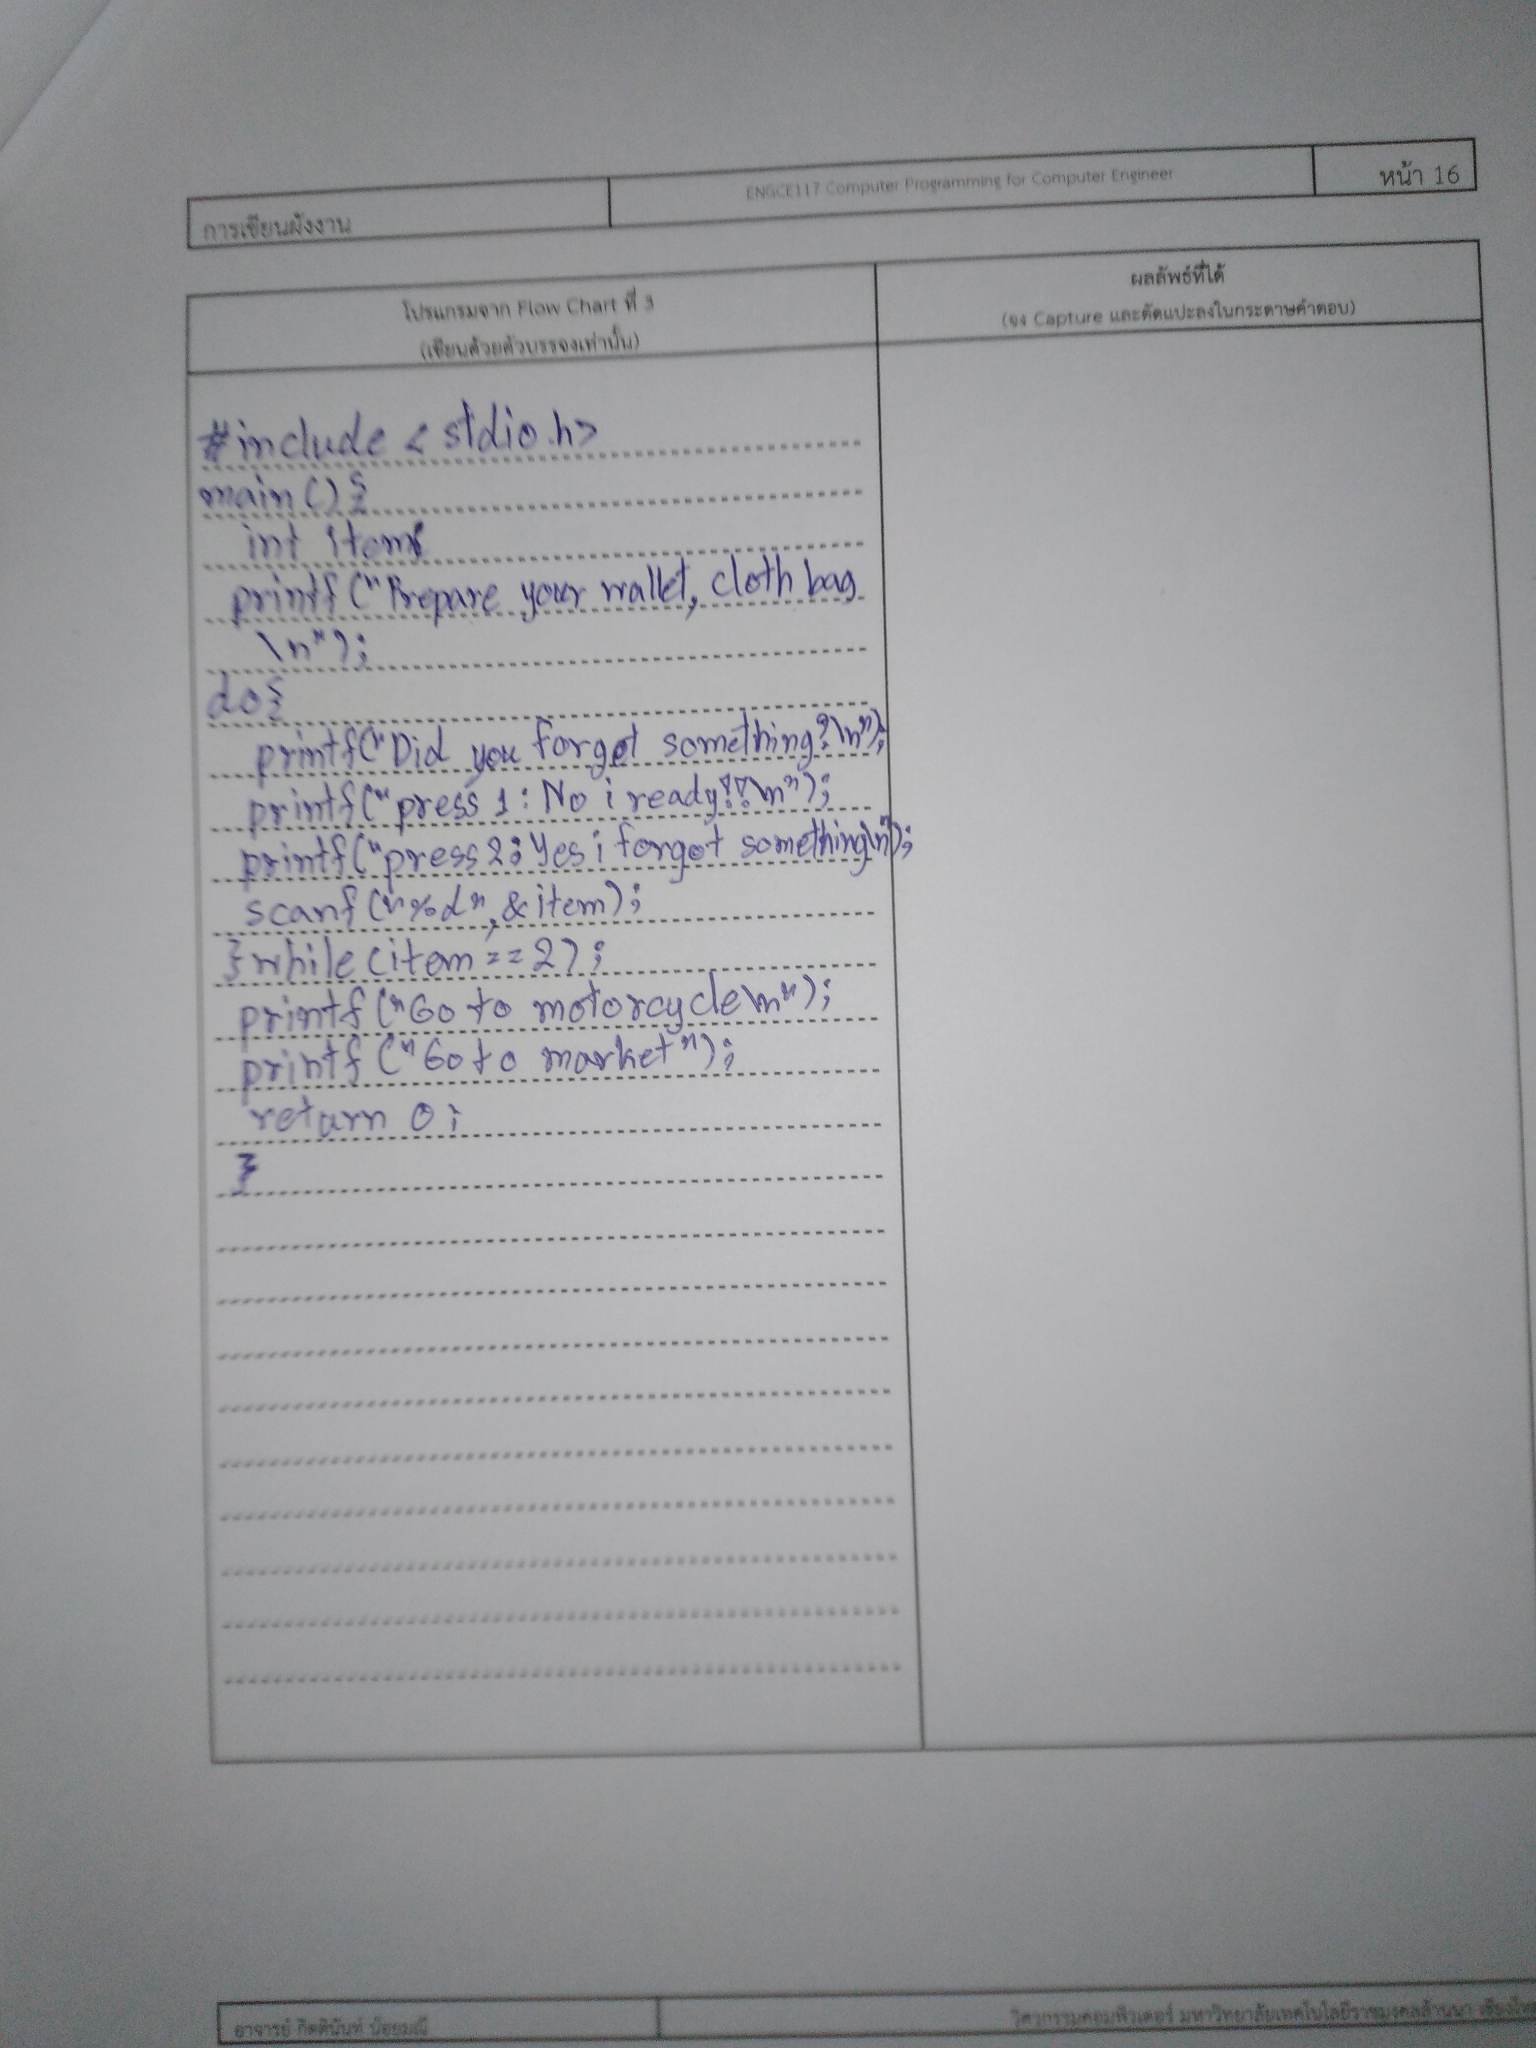 การเขียนผังงาน
ENGCE117 Computer Programming for Computer Engineer
หน้า 16
โปรแกรมจาก Flow Chart ที่ 3
(เขียนด้วยตัวบรรจงเท่านั้น)
ผลลัพธ์ที่ได้
(จง Capture และตัดแปะลงในกระดาษคำตอบ)
#include < stdio.h>
main(){
int item;
printf("Prepare your wallet, cloth bag
\n");
do{
printf("Did you forget something?\n");
printf("press 1: No i ready!!\n");
printf("press 2: Yes i forgot something\n");
scanf("%d",&item);
}while(item==2);
printf("Go to motorcycle\n");
printf("Go to market");
return 0;
}
อาจารย์ กิตตินันท์ น้อยมณี
วิศวกรรมคอมพิวเตอร์ มหาวิทยาลัยเทคโนโลยีราชมงคลล้านนา